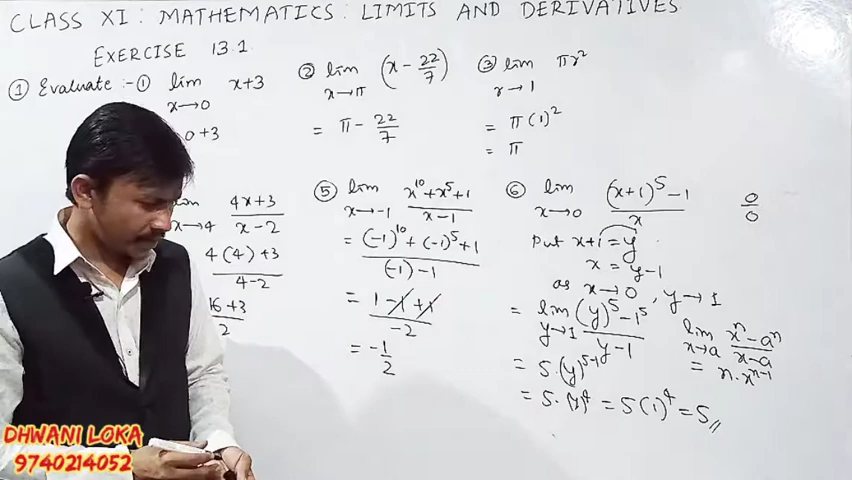 CLASS XI : MATHEMATICS : LIMITS AND DERIVATIVES
EXERCISE 13.1
① Evaluate :- ① lim x→0 x+3
0+3
② lim x→π (x - 22/7)
= π - 22/7
③ lim r→1 πr²
= π(1)²
= π
lim x→4 4x+3 / x-2
4(4)+3 / 4-2
16+3 / 2
⑤ lim x→-1 x¹⁰+x⁵+1 / x-1
= (-1)¹⁰+(-1)⁵+1 / (-1)-1
= 1-1+1 / -2
= -1/2
⑥ lim x→0 (x+1)⁵-1 / x
0/0
Put x+1=y
x = y-1
as x→0, y→1
= lim y→1 (y)⁵-1⁵ / y-1
= 5.(y)⁵⁻¹
= 5.(y)⁴ = 5(1)⁴ = 5//
lim x→a xⁿ-aⁿ / x-a
= n.xⁿ⁻¹
DHWANI LOKA
9740214052